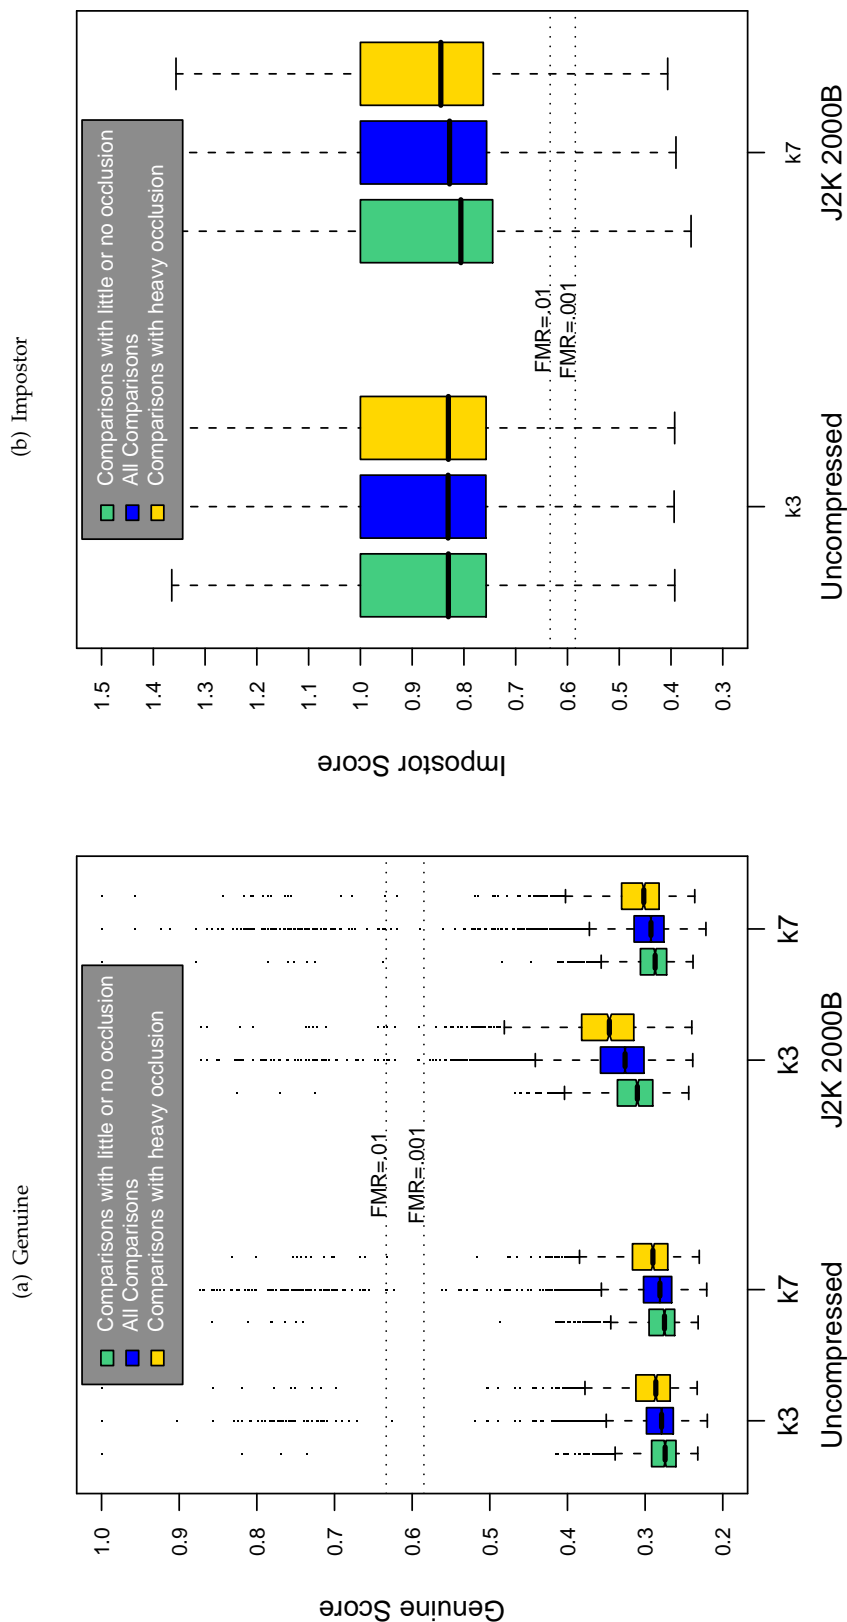 (a) Genuine
Genuine Score
1.0
0.9
0.8
0.7
0.6
0.5
0.4
0.3
0.2
Comparisons with little or no occlusion
All Comparisons
Comparisons with heavy occlusion
FMR=.01
FMR=.001
k3
k7
k3
k7
Uncompressed
J2K 2000B
(b) Impostor
Impostor Score
1.5
1.4
1.3
1.2
1.1
1.0
0.9
0.8
0.7
0.6
0.5
0.4
0.3
Comparisons with little or no occlusion
All Comparisons
Comparisons with heavy occlusion
FMR=.01
FMR=.001
k3
k7
Uncompressed
J2K 2000B